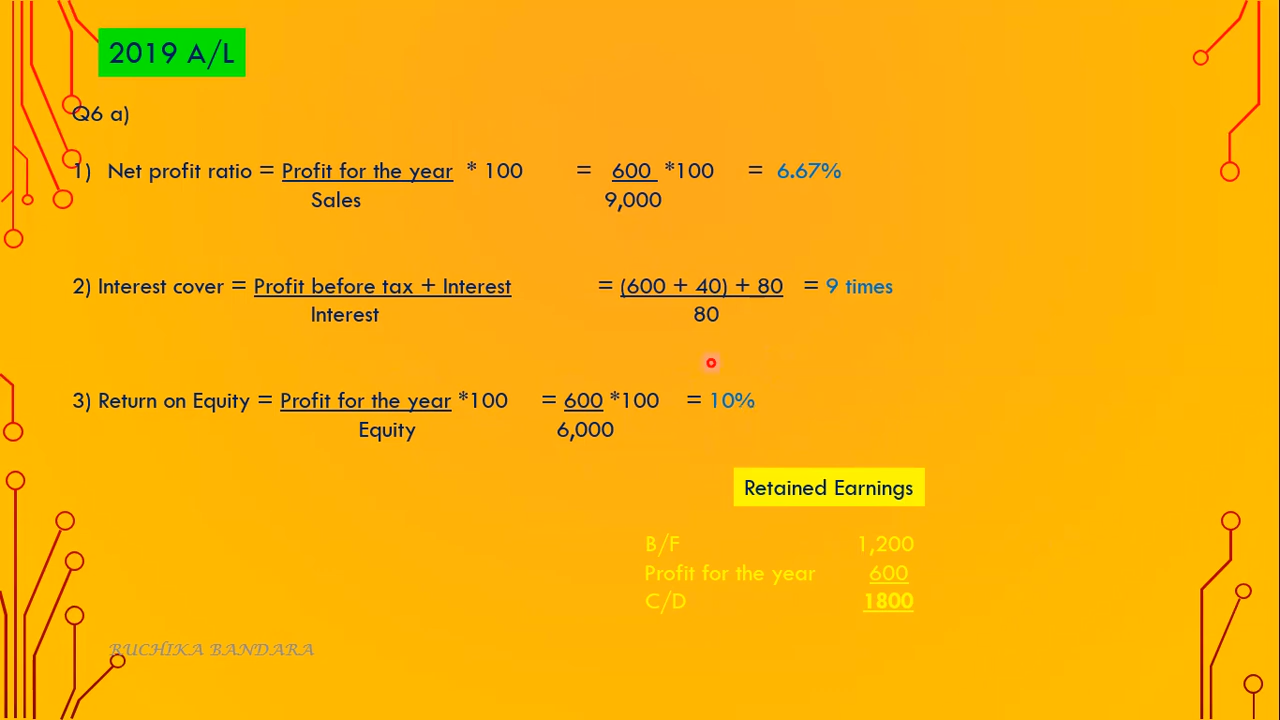 2019 A/L
Q6 a)
1) Net profit ratio = Profit for the year * 100 = 600 *100 = 6.67%
Sales 9,000
2) Interest cover = Profit before tax + Interest = (600 + 40) + 80 = 9 times
Interest 80
3) Return on Equity = Profit for the year *100 = 600 *100 = 10%
Equity 6,000
Retained Earnings
B/F 1,200
Profit for the year 600
C/D 1800
RUCHIKA BANDARA